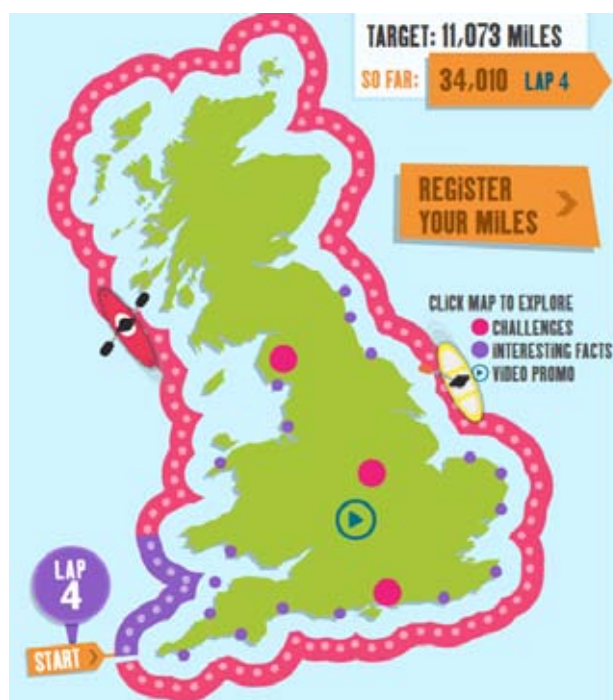 TARGET: 11,073 MiLES
SO FAR: 34,010 LAP 4
REGiSTER
YOUR MiLES
CLICK MAP TO EXPLORE
CHALLENGES
iNTERESTiNG FACTS
ViDEO PROMO
LAP
4
START